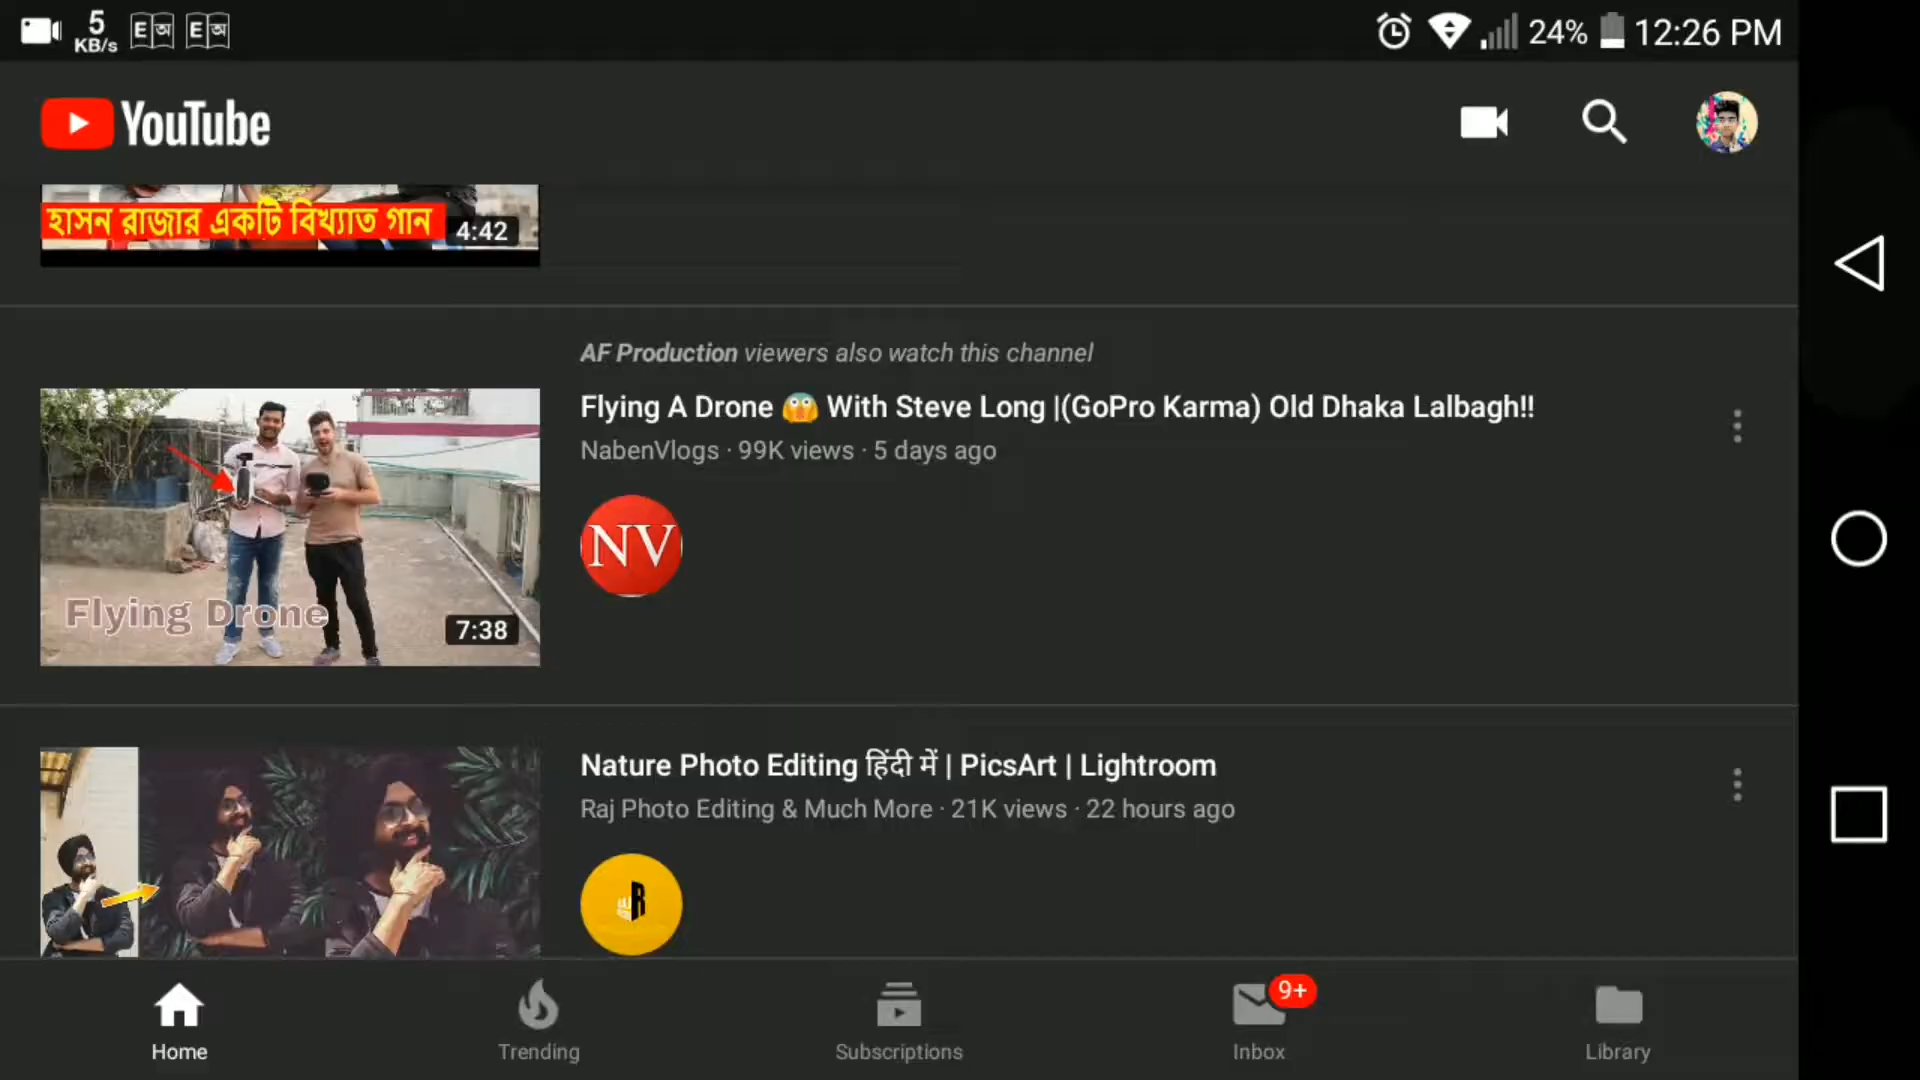 5
KB/s
E অ
E অ
24%
12:26 PM
YouTube
হাসন রাজার একটি বিখ্যাত গান
4:42
AF Production viewers also watch this channel
Flying A Drone 😱 With Steve Long |(GoPro Karma) Old Dhaka Lalbagh!!
NabenVlogs · 99K views · 5 days ago
NV
Flying Drone
7:38
Nature Photo Editing हिंदी में | PicsArt | Lightroom
Raj Photo Editing & Much More · 21K views · 22 hours ago
R
9+
Home
Trending
Subscriptions
Inbox
Library